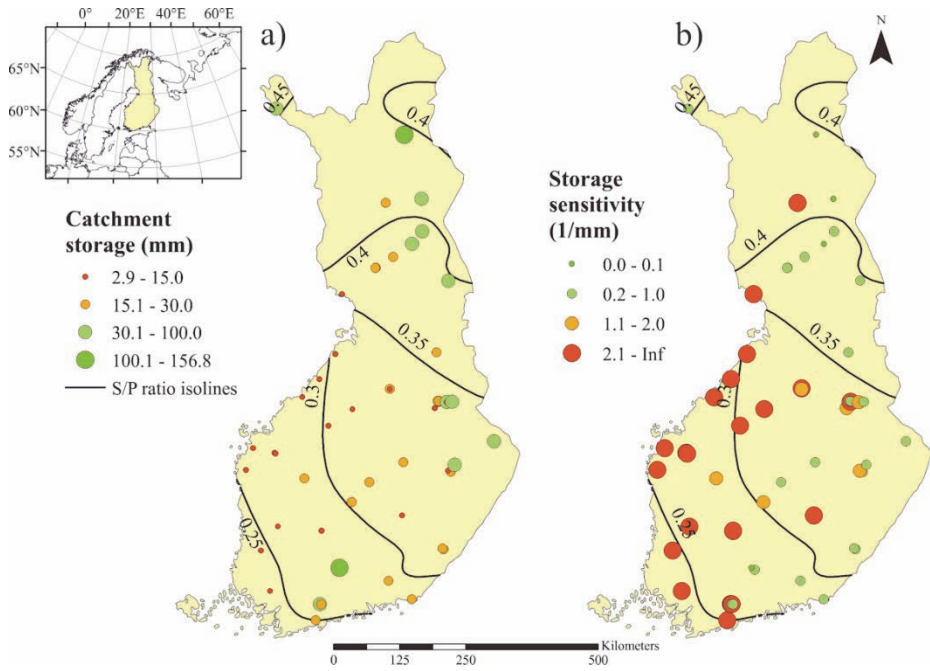 0° 20°E 40°E 60°E
65°N
60°N
55°N
a)
b)
N
Catchment
storage (mm)
2.9 - 15.0
15.1 - 30.0
30.1 - 100.0
100.1 - 156.8
S/P ratio isolines
0.45
0.4
0.4
0.35
0.3
0.25
Storage
sensitivity
(1/mm)
0.0 - 0.1
0.2 - 1.0
1.1 - 2.0
2.1 - Inf
0.45
0.4
0.4
0.35
0.3
0.25
Kilometers
0 125 250 500